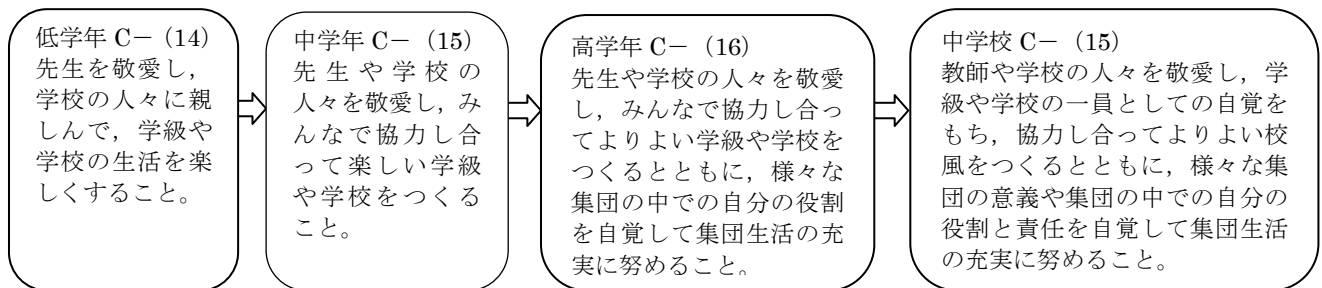 低学年 C－（14）
先生を敬愛し，
学校の人々に親
しんで，学級や
学校の生活を楽
しくすること。
中学年 C－（15）
先生や学校の
人々を敬愛し，み
んなで協力し合
って楽しい学級
や学校をつくる
こと。
高学年 C－（16）
先生や学校の人々を敬愛
し，みんなで協力し合っ
てよりよい学級や学校を
つくるとともに，様々な
集団の中での自分の役割
を自覚して集団生活の充
実に努めること。
中学校 C－（15）
教師や学校の人々を敬愛し，学
級や学校の一員としての自覚を
もち，協力し合ってよりよい校
風をつくるとともに，様々な集
団の意義や集団の中での自分の
役割と責任を自覚して集団生活
の充実に努めること。